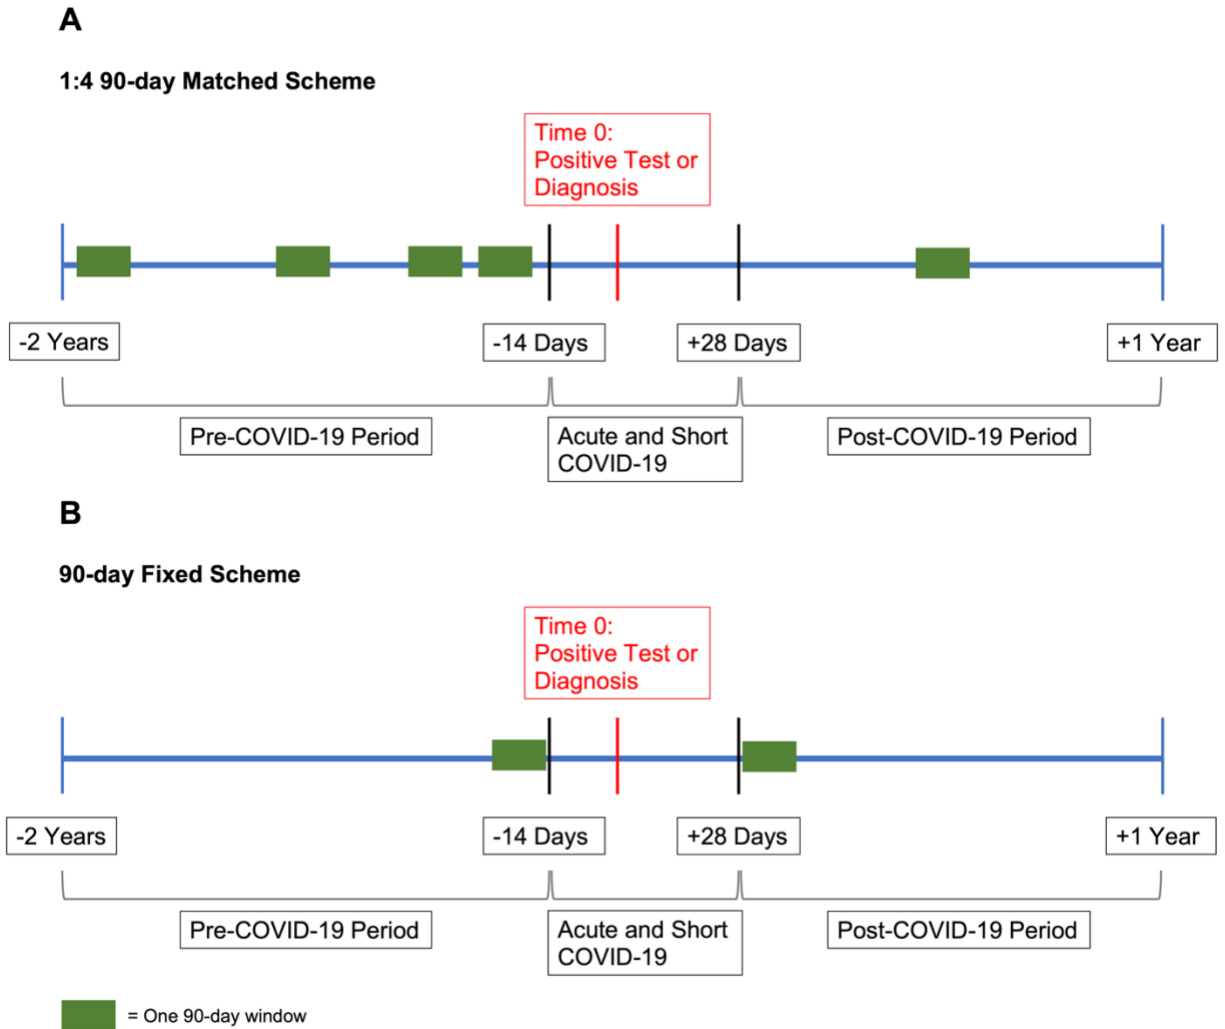 A
1:4 90-day Matched Scheme
Time 0:
Positive Test or
Diagnosis
-2 Years
-14 Days
+28 Days
+1 Year
Pre-COVID-19 Period
Acute and Short
COVID-19
Post-COVID-19 Period
B
90-day Fixed Scheme
Time 0:
Positive Test or
Diagnosis
-2 Years
-14 Days
+28 Days
+1 Year
Pre-COVID-19 Period
Acute and Short
COVID-19
Post-COVID-19 Period
= One 90-day window